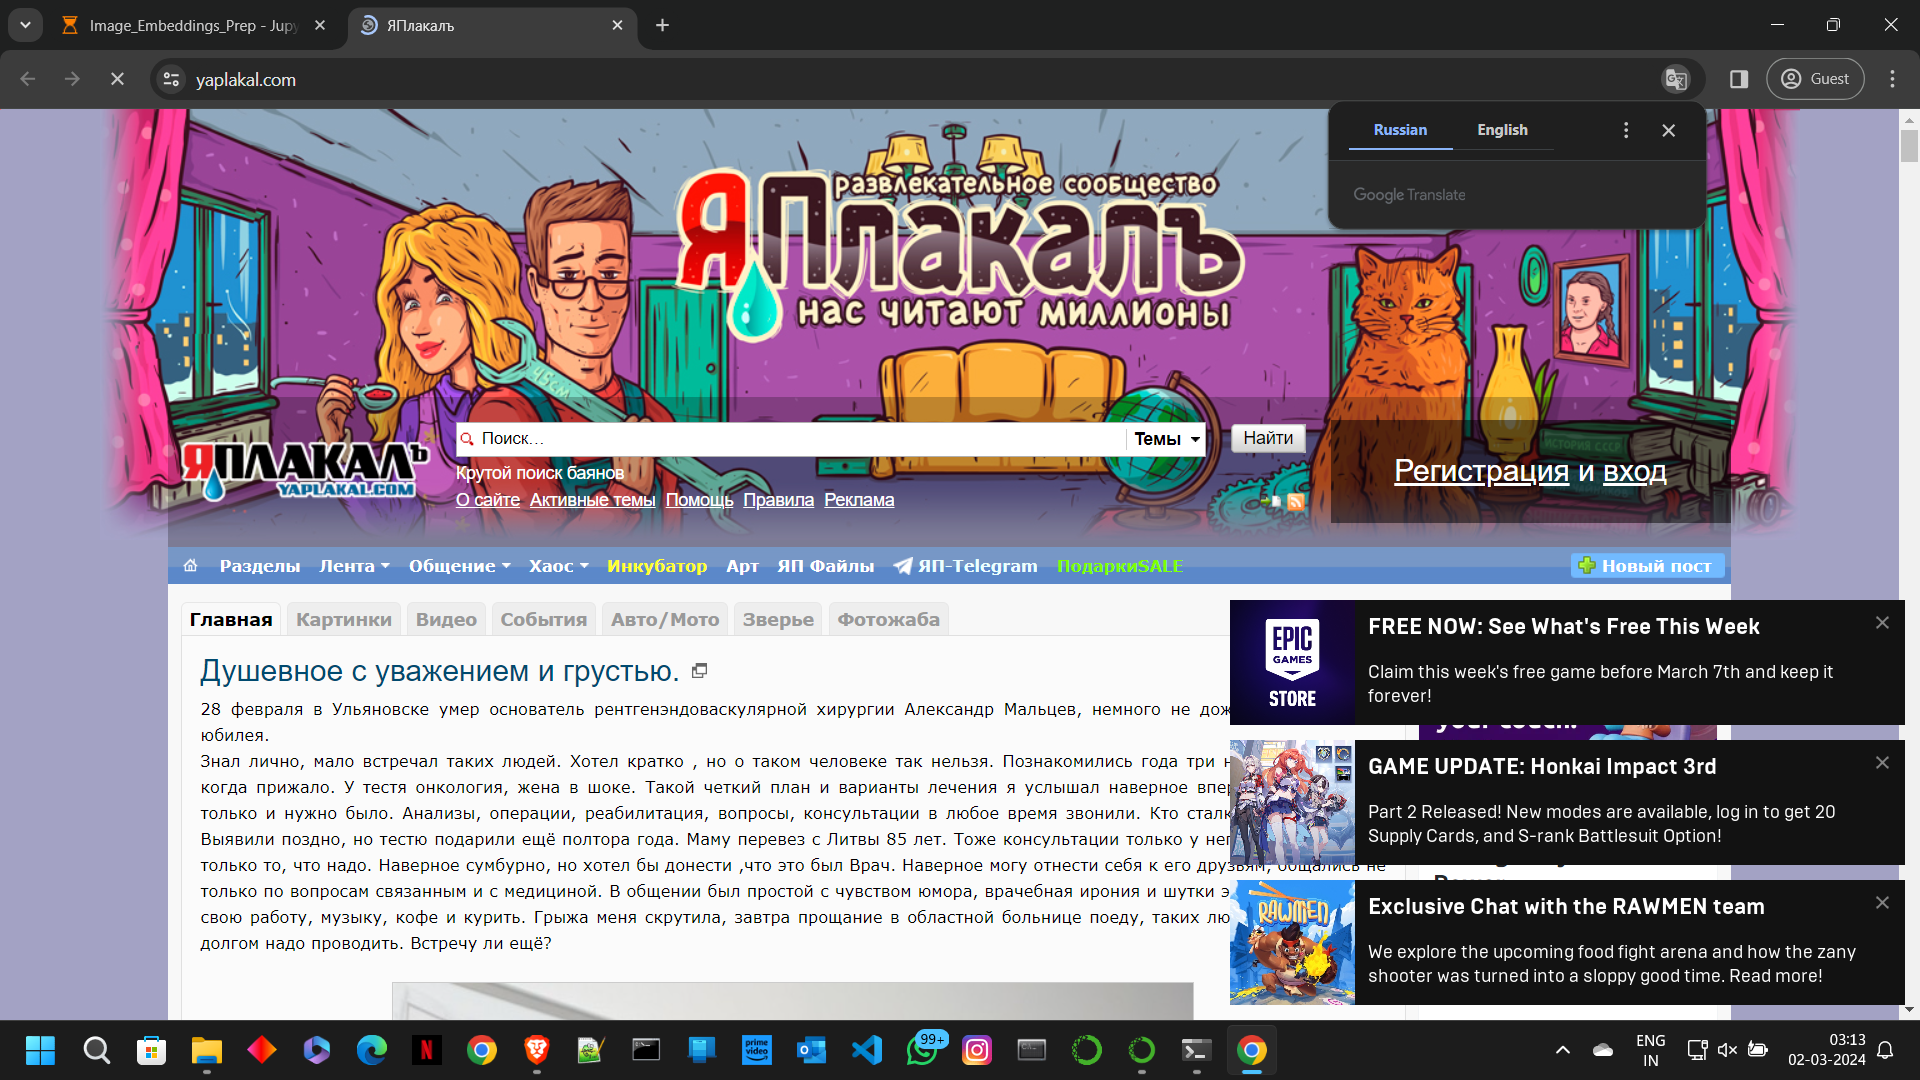 Image_Embeddings_Prep - Jupy
ЯПлакалъ
yaplakal.com
Guest
Russian
English
Google Translate
развлекательное сообщество
ЯПлакалъ
нас читают миллионы
45см
ИСТОРИЯ СССР
ЯПЛАКАЛЪ
YAPLAKAL.COM
Поиск...
Темы
Найти
Крутой поиск баянов
О сайте Активные темы Помощь Правила Реклама
Регистрация и вход
Разделы Лента Общение Хаос Инкубатор Арт ЯП Файлы ЯП-Telegram ПодаркиSALE
Новый пост
Главная Картинки Видео События Авто/Мото Зверье Фотожаба
Душевное с уважением и грустью.
28 февраля в Ульяновске умер основатель рентгенэндоваскулярной хирургии Александр Мальцев, немного не
юбилея.
Знал лично, мало встречал таких людей. Хотел кратко , но о таком человеке так нельзя. Познакомились года три
когда прижало. У тестя онкология, жена в шоке. Такой четкий план и варианты лечения я услышал наверное
только и нужно было. Анализы, операции, реабилитация, вопросы, консультации в любое время звонили. Кто
Выявили поздно, но тестю подарили ещё полтора года. Маму перевез с Литвы 85 лет. Тоже консультации только у
только то, что надо. Наверное сумбурно, но хотел бы донести ,что это был Врач. Наверное могу отнести себя к его друзьям, общались не
только по вопросам связанным и с медициной. В общении был простой с чувством юмора, врачебная ирония и шутки
свою работу, музыку, кофе и курить. Грыжа меня скрутила, завтра прощание в областной больнице поеду, таких
долгом надо проводить. Встречу ли ещё?
EPIC
GAMES
STORE
FREE NOW: See What's Free This Week
Claim this week's free game before March 7th and keep it
forever!
GAME UPDATE: Honkai Impact 3rd
Part 2 Released! New modes are available, log in to get 20
Supply Cards, and S-rank Battlesuit Option!
RAWMEN
Exclusive Chat with the RAWMEN team
We explore the upcoming food fight arena and how the zany
shooter was turned into a sloppy good time. Read more!
prime
video
99+
ENG
IN
03:13
02-03-2024